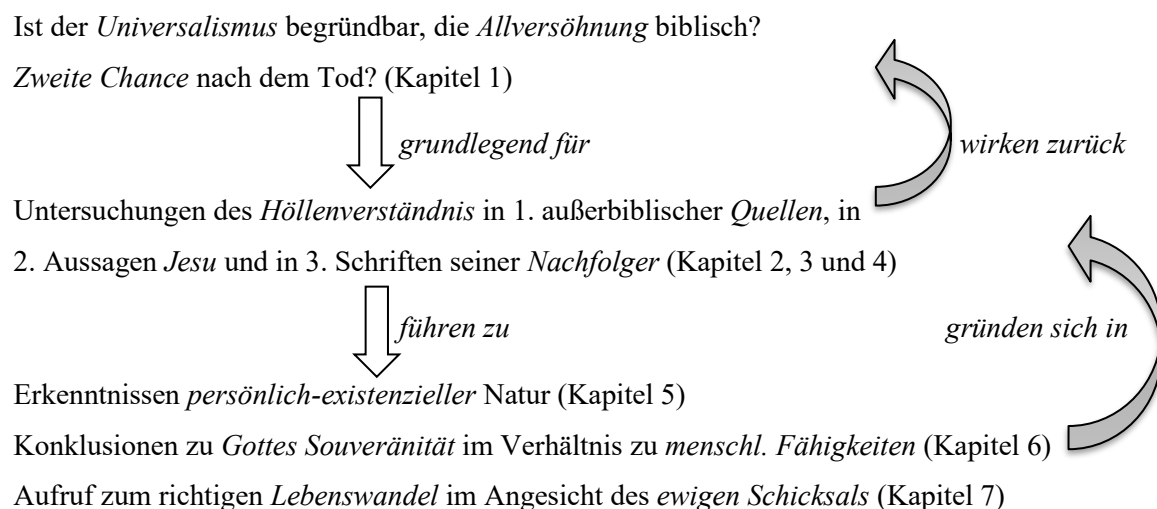 Ist der Universalismus begründbar, die Allversöhnung biblisch?
Zweite Chance nach dem Tod? (Kapitel 1)
grundlegend für
wirken zurück
Untersuchungen des Höllenverständnis in 1. außerbiblischer Quellen, in
2. Aussagen Jesu und in 3. Schriften seiner Nachfolger (Kapitel 2, 3 und 4)
führen zu
gründen sich in
Erkenntnissen persönlich-existenzieller Natur (Kapitel 5)
Konklusionen zu Gottes Souveränität im Verhältnis zu menschl. Fähigkeiten (Kapitel 6)
Aufruf zum richtigen Lebenswandel im Angesicht des ewigen Schicksals (Kapitel 7)